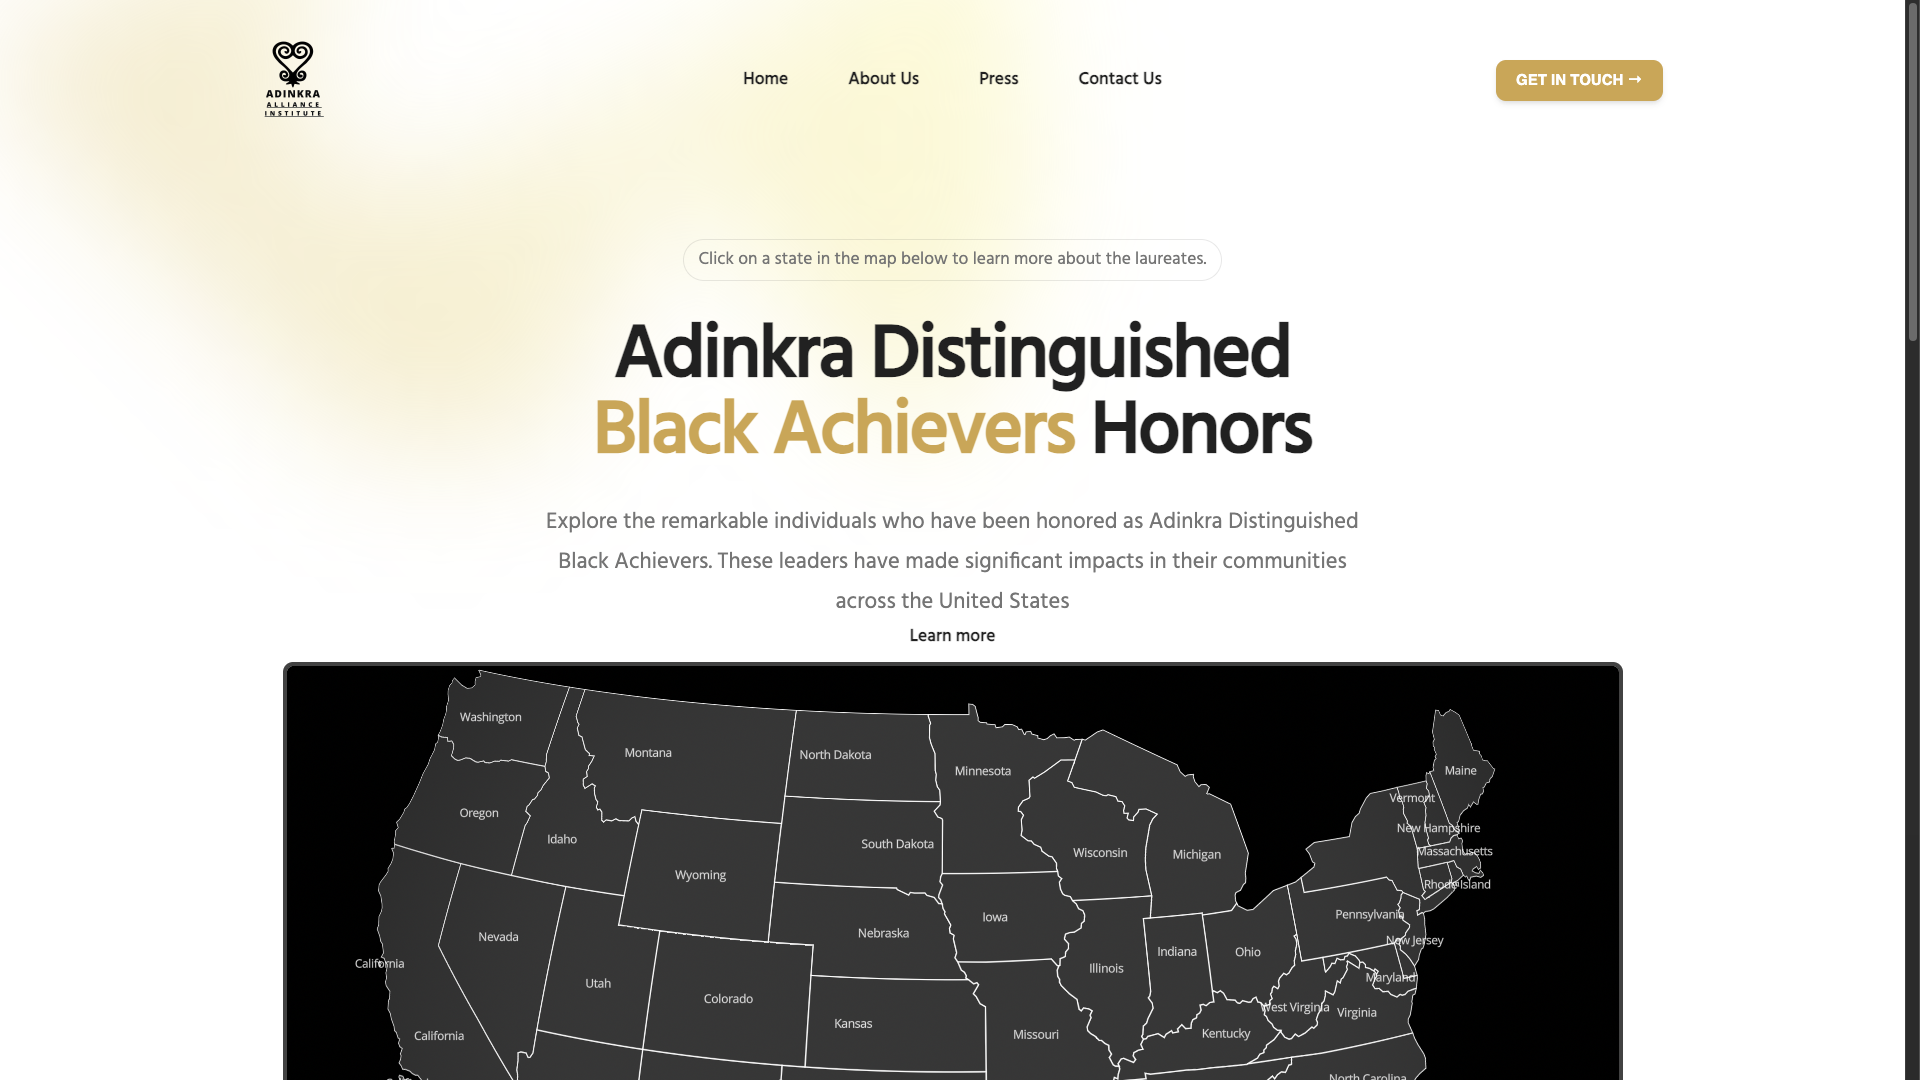 ADINKRA
ALLIANCE
INSTITUTE
Home
About Us
Press
Contact Us
GET IN TOUCH →
Click on a state in the map below to learn more about the laureates.
Adinkra Distinguished
Black Achievers Honors
Explore the remarkable individuals who have been honored as Adinkra Distinguished
Black Achievers. These leaders have made significant impacts in their communities
across the United States
Learn more
Washington
Montana
North Dakota
Minnesota
Maine
Vermont
Oregon
Idaho
New Hampshire
South Dakota
Wisconsin
Michigan
Massachusetts
Wyoming
Rhode Island
Nebraska
Iowa
Pennsylvania
Nevada
New Jersey
California
Utah
Colorado
Illinois
Indiana
Ohio
Maryland
West Virginia
Virginia
Kansas
California
Missouri
Kentucky
North Carolina